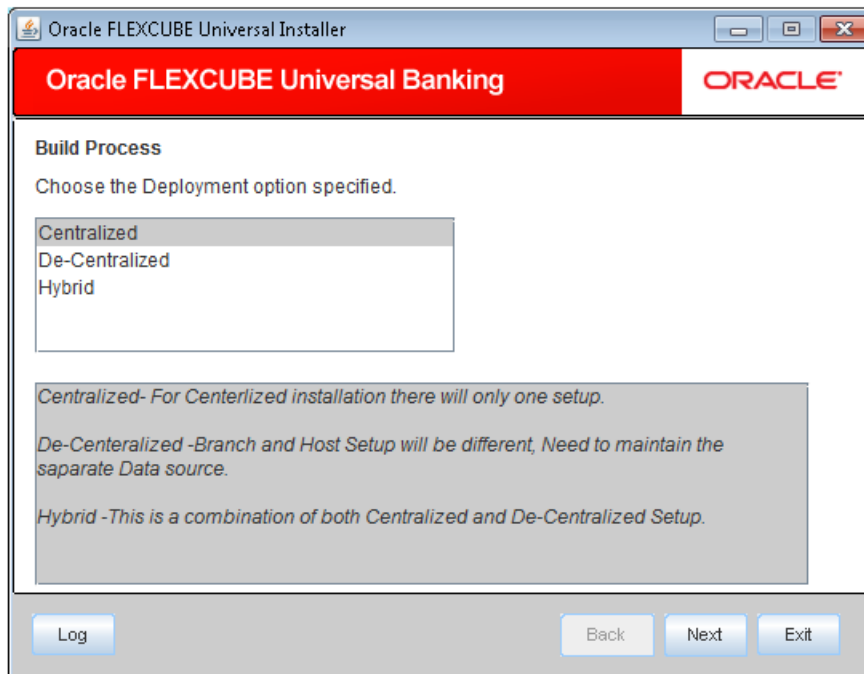 Oracle FLEXCUBE Universal Installer
Oracle FLEXCUBE Universal Banking
ORACLE
Build Process
Choose the Deployment option specified.
Centralized
De-Centralized
Hybrid
Centralized- For Centerlized installation there will only one setup.
De-Centeralized -Branch and Host Setup will be different, Need to maintain the
saparate Data source.
Hybrid -This is a combination of both Centralized and De-Centralized Setup.
Log
Back
Next
Exit